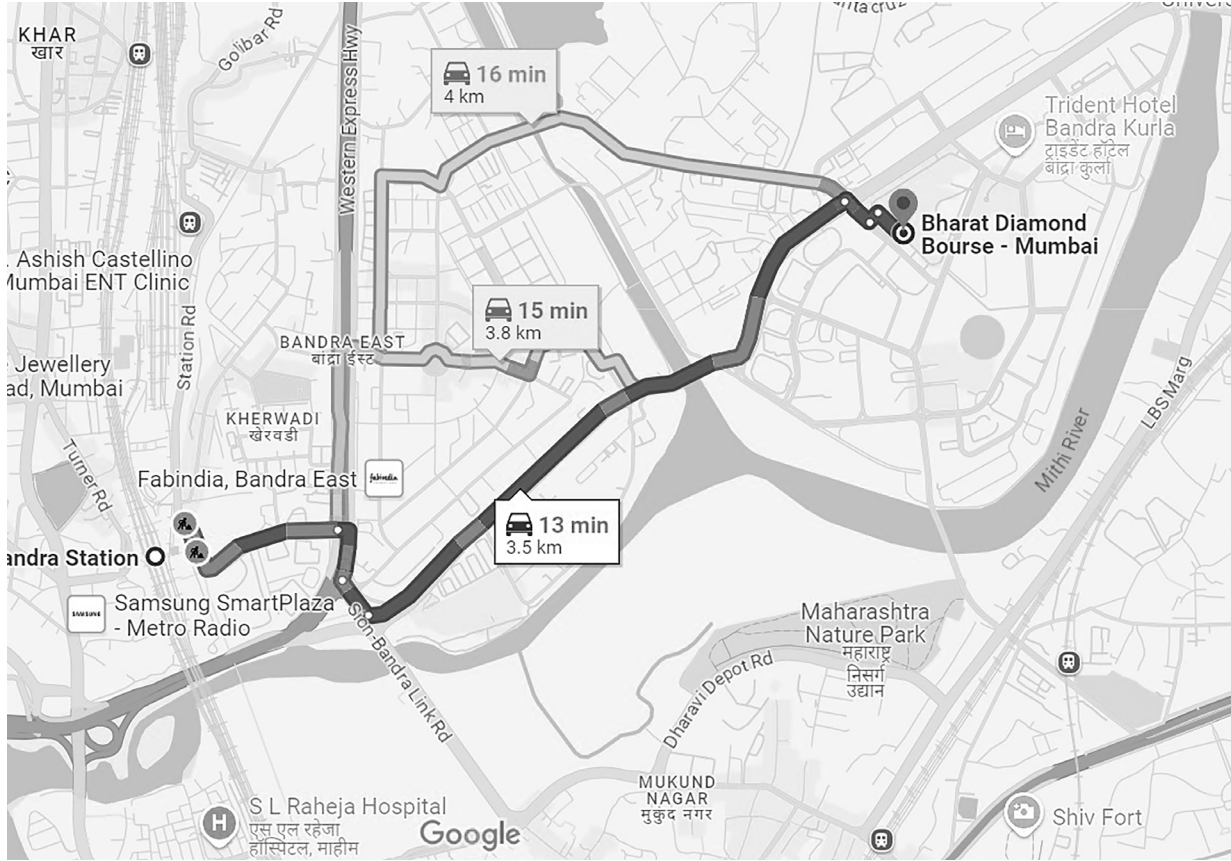 anta cruz
KHAR
खार
Golibar Rd
Western Express Hwy
16 min
4 km
Trident Hotel
Bandra Kurla
ट्राइडेंट हॉटेल
बांद्रा कुर्ला
Bharat Diamond
Bourse - Mumbai
. Ashish Castellino
Mumbai ENT Clinic
Station Rd
15 min
3.8 km
BANDRA EAST
बांद्रा ईस्ट
Jewellery
ad, Mumbai
KHERWADI
खेरवडी
LBS Marg
Mithi River
Turner Rd
Fabindia, Bandra East
fabindia
13 min
3.5 km
andra Station
SAMSUNG
Samsung SmartPlaza
- Metro Radio
Sion-Bandra Link Rd
Maharashtra
Nature Park
महाराष्ट्र
निसर्ग
उद्यान
Dharavi Depot Rd
MUKUND
NAGAR
मुकुंद नगर
H
S L Raheja Hospital
एस एल रहेजा
हॉस्पिटल, माहीम
Google
Shiv Fort